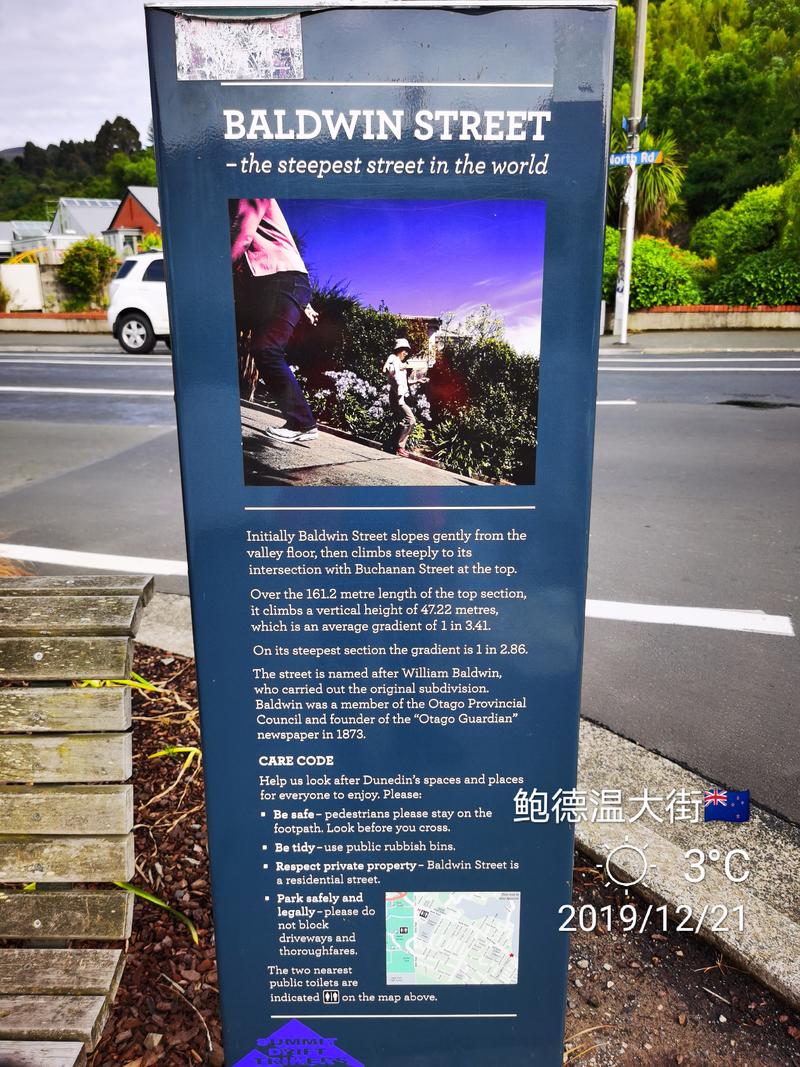 BALDWIN STREET
– the steepest street in the world
North Rd
Initially Baldwin Street slopes gently from the
valley floor, then climbs steeply to its
intersection with Buchanan Street at the top.
Over the 161.2 metre length of the top section,
it climbs a vertical height of 47.22 metres,
which is an average gradient of 1 in 3.41.
On its steepest section the gradient is 1 in 2.86.
The street is named after William Baldwin,
who carried out the original subdivision.
Baldwin was a member of the Otago Provincial
Council and founder of the “Otago Guardian”
newspaper in 1873.
CARE CODE
Help us look after Dunedin’s spaces and places
for everyone to enjoy. Please:
▪ Be safe – pedestrians please stay on the
footpath. Look before you cross.
▪ Be tidy – use public rubbish bins.
▪ Respect private property – Baldwin Street is
a residential street.
▪ Park safely and
legally – please do
not block
driveways and
thoroughfares.
The two nearest
public toilets are
indicated on the map above.
鲍德温大街🇳🇿
3°C
2019/12/21
SUMMIT
DRIFT
TRIKERS